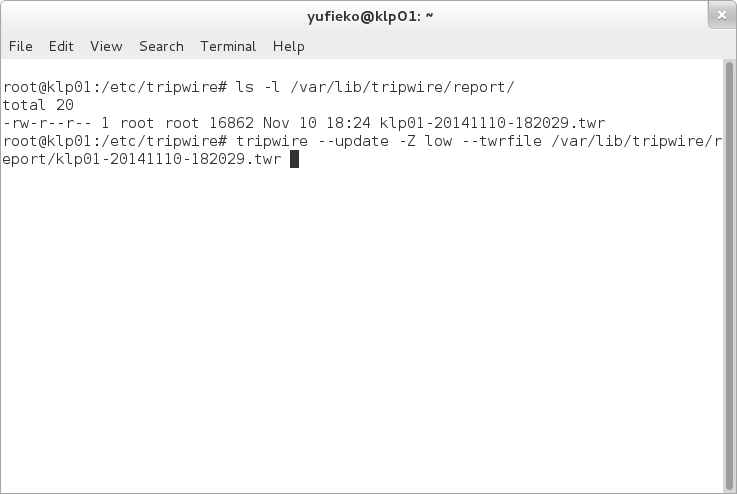 yufieko@klp01: ~
×
File Edit View Search Terminal Help
root@klp01:/etc/tripwire# ls -l /var/lib/tripwire/report/
total 20
-rw-r--r-- 1 root root 16862 Nov 10 18:24 klp01-20141110-182029.twr
root@klp01:/etc/tripwire# tripwire --update -Z low --twrfile /var/lib/tripwire/r
eport/klp01-20141110-182029.twr